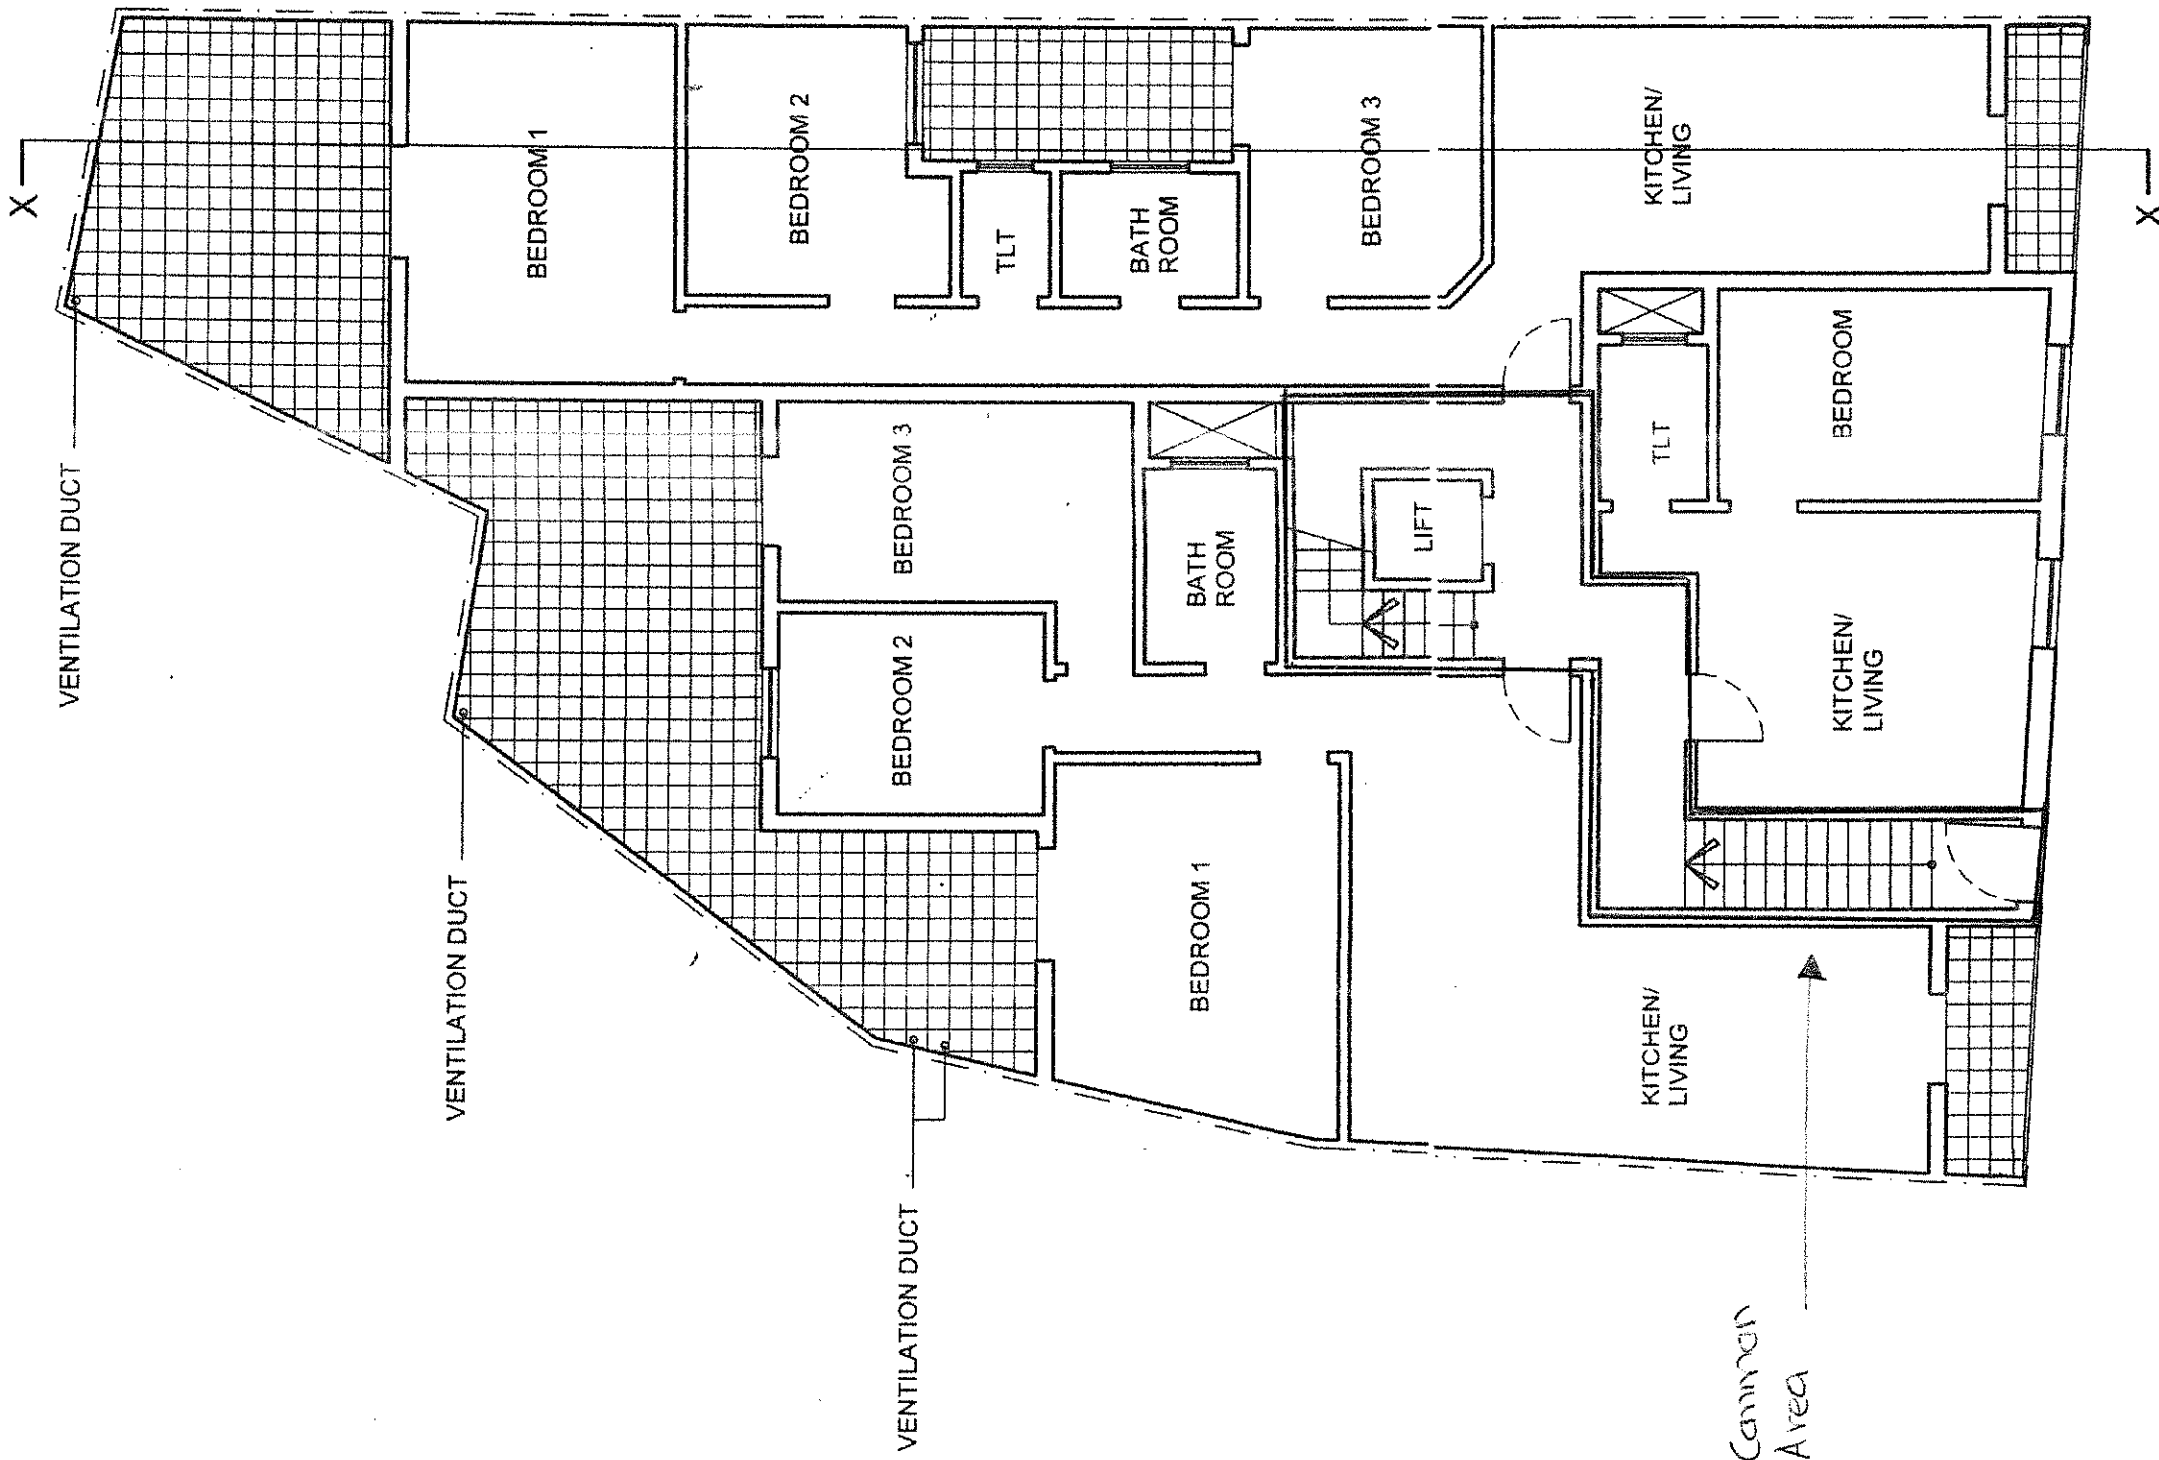 X
VENTILATION DUCT
VENTILATION DUCT
VENTILATION DUCT
BEDROOM 1
BEDROOM 2
TLT
BATH
ROOM
BEDROOM 3
KITCHEN/
LIVING
BEDROOM 3
BEDROOM 2
BEDROOM 1
BATH
ROOM
LIFT
KITCHEN/
LIVING
TLT
BEDROOM
KITCHEN/
LIVING
X
Common
Area